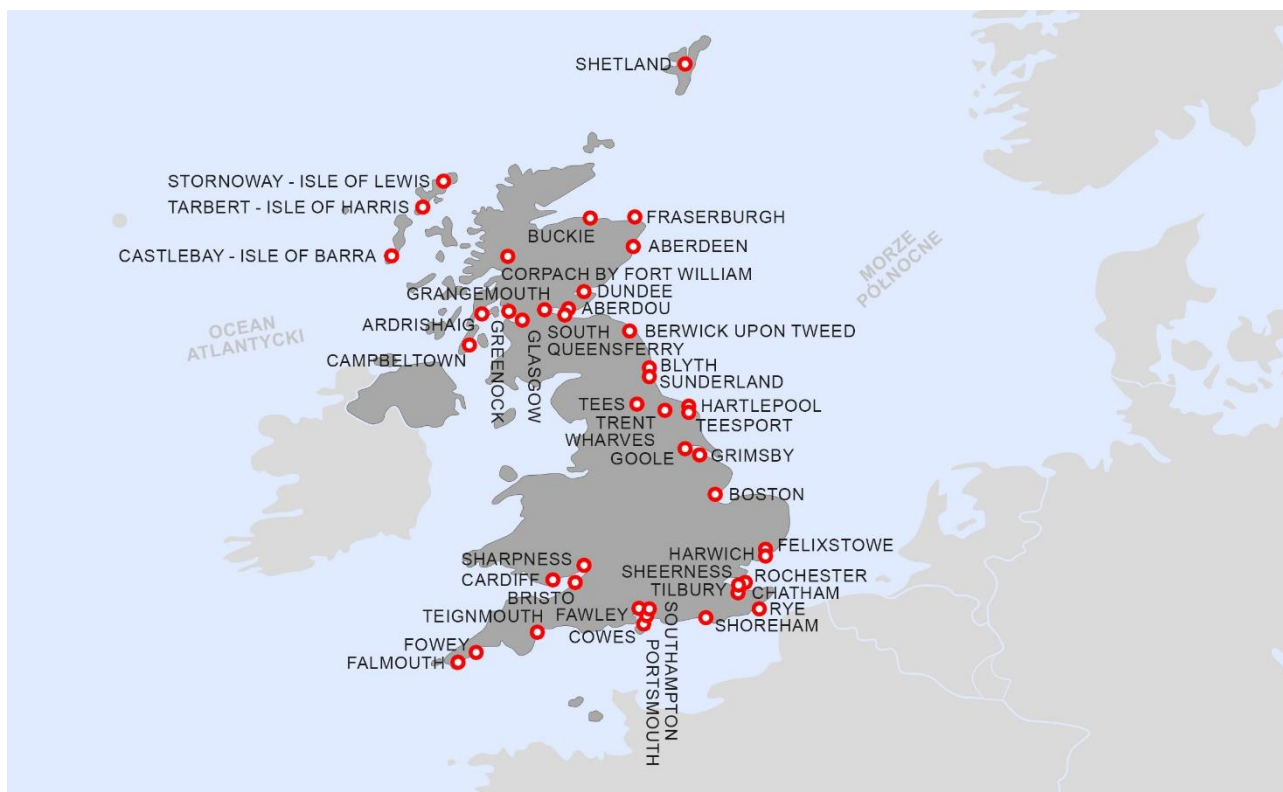 SHETLAND
STORNOWAY - ISLE OF LEWIS
TARBERT - ISLE OF HARRIS
FRASERBURGH
BUCKIE
ABERDEEN
CASTLEBAY - ISLE OF BARRA
CORPACH BY FORT WILLIAM
MORZE
PÓŁNOCNE
GRANGEMOUTH
DUNDEE
ABERDOU
OCEAN
ATLANTYCKI
ARDRISHAIG
SOUTH
QUEENSFERRY
BERWICK UPON TWEED
CAMPBELTOWN
GREENOCK
GLASGOW
BLYTH
SUNDERLAND
TEES
HARTLEPOOL
TRENT
WHARVES
TEESPORT
GOOLE
GRIMSBY
BOSTON
FELIXSTOWE
HARWICH
SHARPNESS
SHEERNESS
ROCHESTER
CARDIFF
TILBURY
CHATHAM
BRISTO
TEIGNMOUTH
FAWLEY
RYE
SHOREHAM
COWES
SOUTHAMPTON
PORTSMOUTH
FOWEY
FALMOUTH